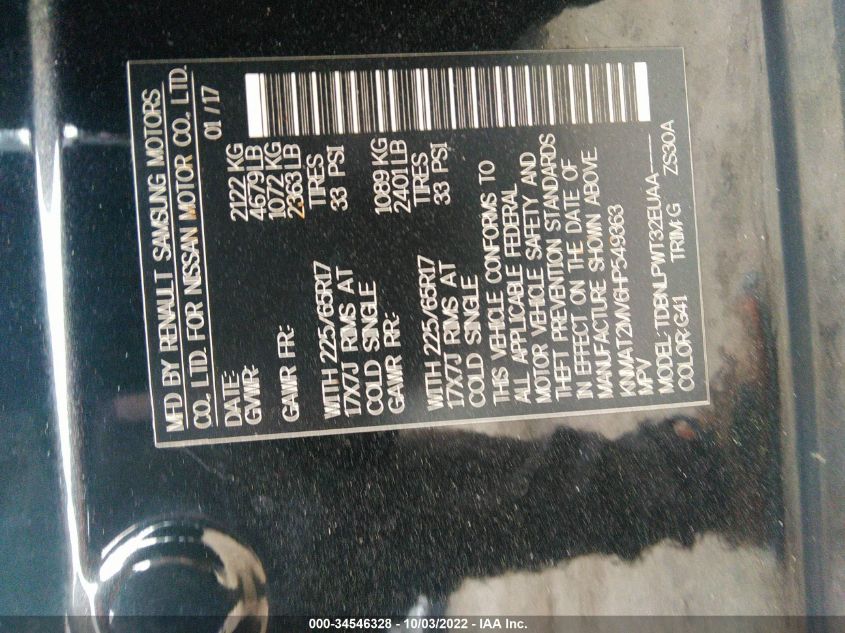 MFD BY RENAULT SAMSUNG MOTORS
CO., LTD. FOR NISSAN MOTOR CO., LTD.
DATE: 01/17
GVWR: 2122 KG
4679 LB
GAWR FR: 1072 KG
2363 LB
WITH 225/65R17 TIRES
17X7J RIMS AT 33 PSI
COLD SINGLE
GAWR RR: 1089 KG
2401 LB
WITH 225/65R17 TIRES
17X7J RIMS AT 33 PSI
COLD SINGLE
THIS VEHICLE CONFORMS TO
ALL APPLICABLE FEDERAL
MOTOR VEHICLE SAFETY AND
THEFT PREVENTION STANDARDS
IN EFFECT ON THE DATE OF
MANUFACTURE SHOWN ABOVE
KNMAT2MV6HP549363
MPV
MODEL:TDBNLPWT32EUAA-----
COLOR:G41 TRIM:G ZS30A
000-34546328 - 10/03/2022 - IAA Inc.